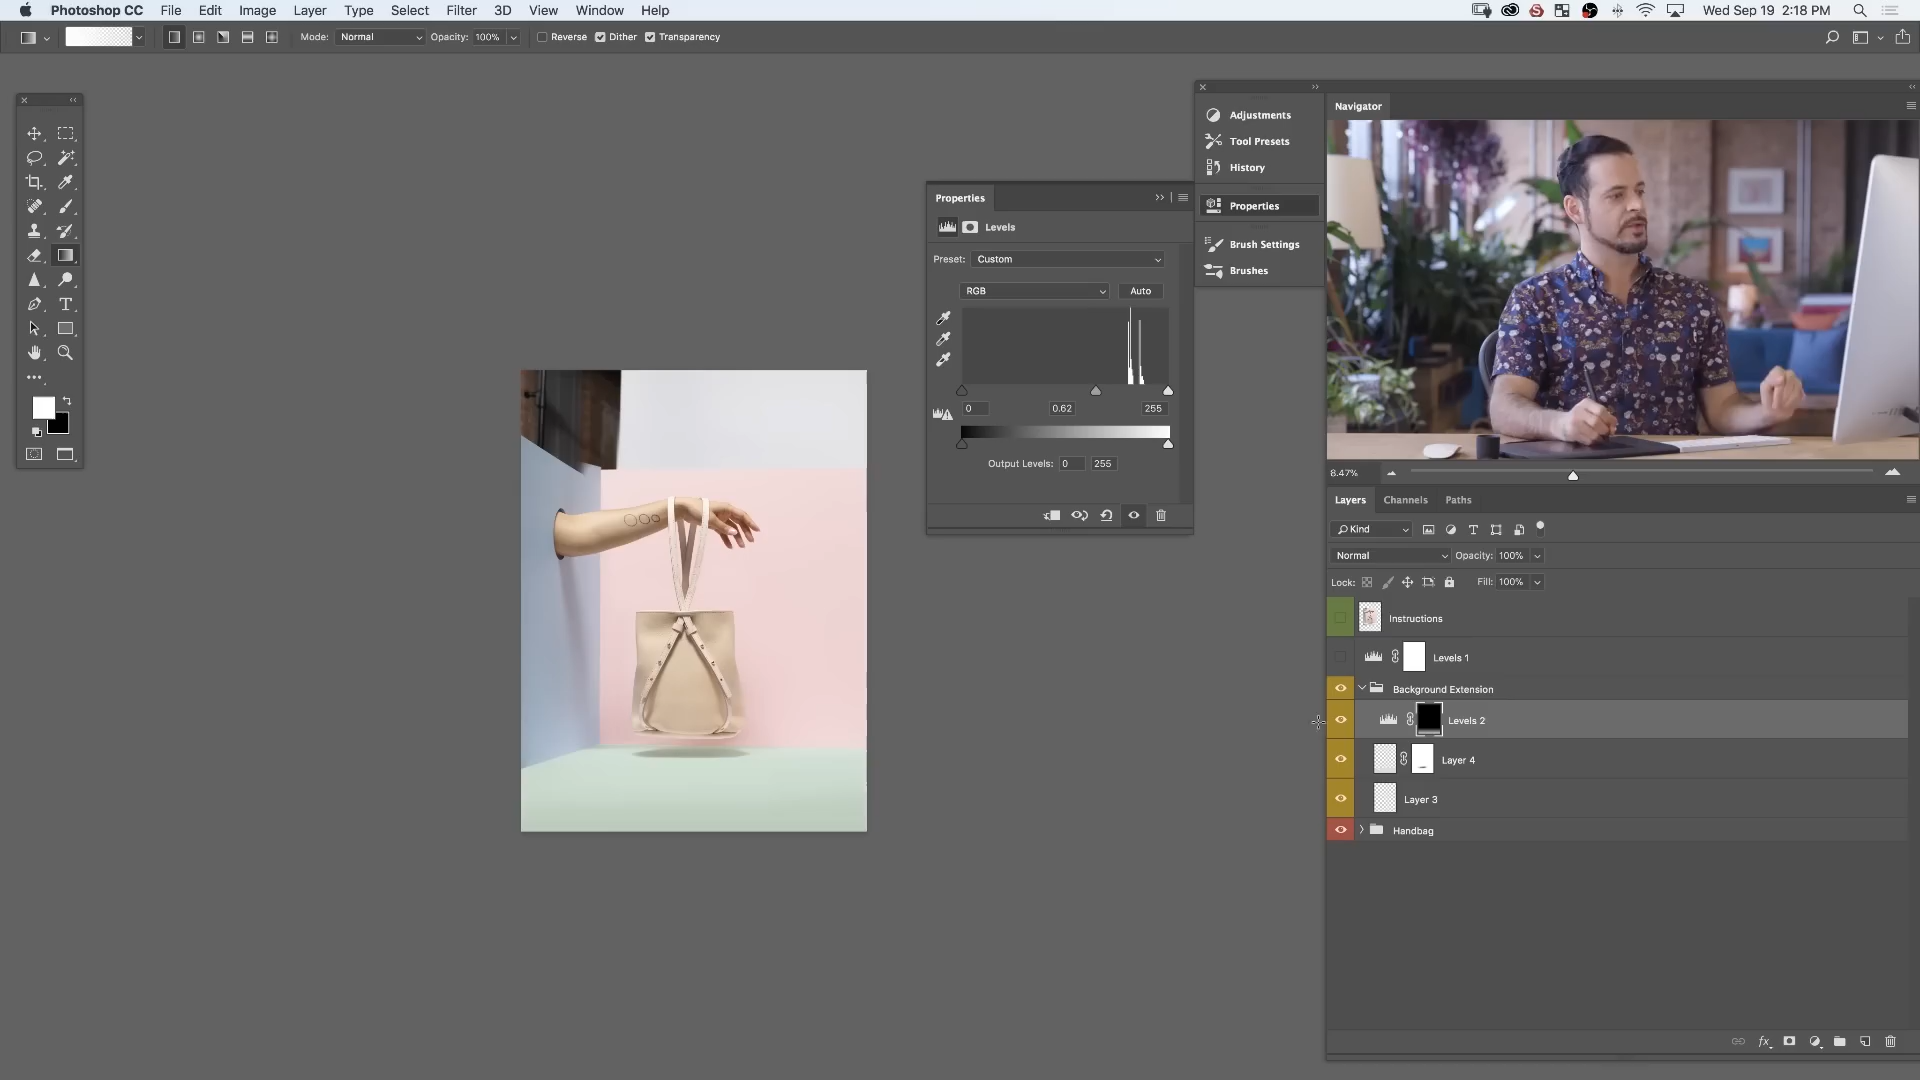 Photoshop CC File Edit Image Layer Type Select Filter 3D View Window Help Wed Sep 19 2:18 PM
Mode: Normal Opacity: 100% Reverse Dither Transparency
Navigator
Adjustments
Tool Presets
History
Properties
Brush Settings
Brushes
Properties
Levels
Preset: Custom
RGB Auto
0 0.62 255
Output Levels: 0 255
8.47%
Layers Channels Paths
Kind
Normal Opacity: 100%
Lock: Fill: 100%
Instructions
Levels 1
Background Extension
Levels 2
Layer 4
Layer 3
Handbag
fx